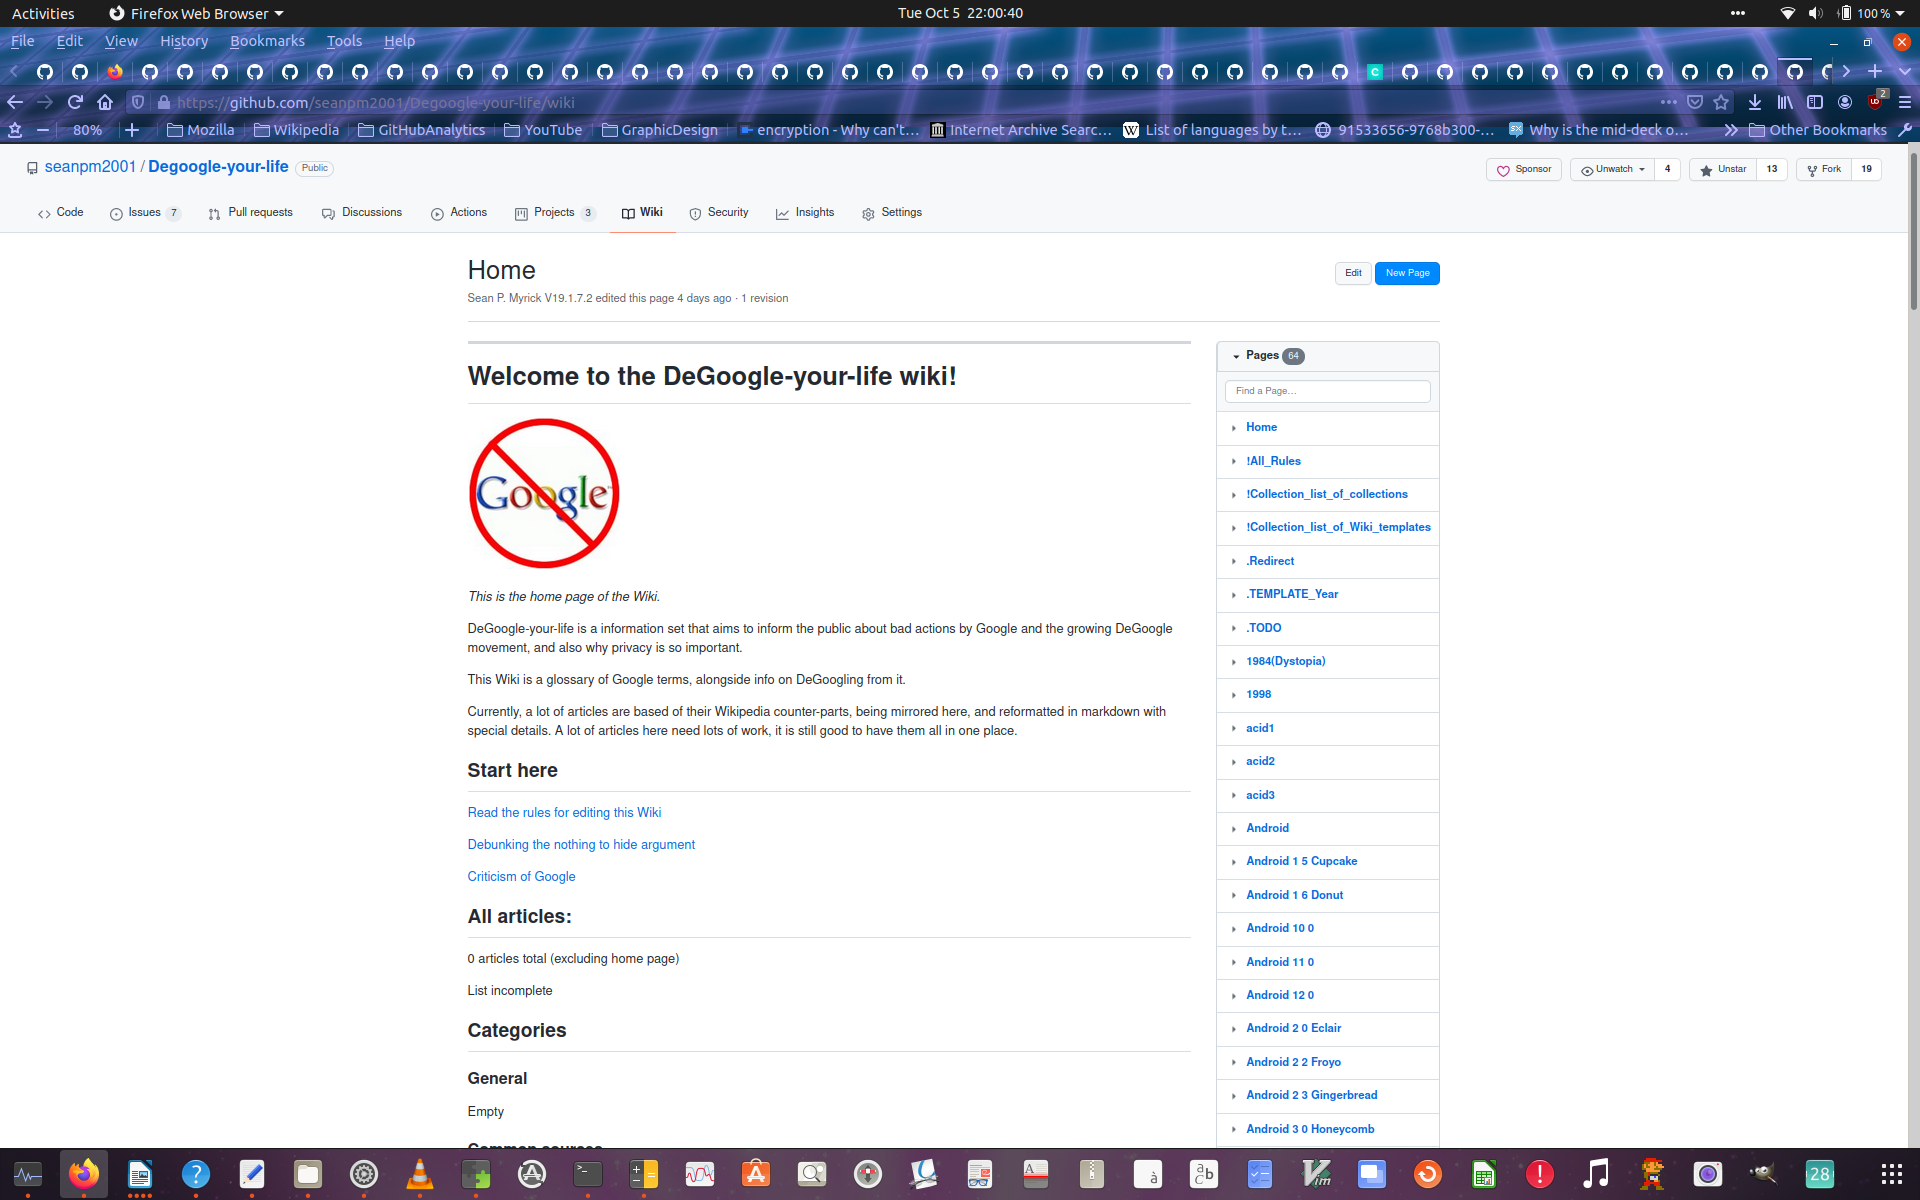 Activities
Firefox Web Browser
Tue Oct 5 22:00:40
100 %
File Edit View History Bookmarks Tools Help
https://github.com/seanpm2001/Degoogle-your-life/wiki
2
80%
Mozilla
Wikipedia
GitHubAnalytics
YouTube
GraphicDesign
encryption - Why can't…
Internet Archive Searc…
List of languages by t…
91533656-9768b300-…
Why is the mid-deck o…
Other Bookmarks
seanpm2001 / Degoogle-your-life Public
Sponsor
Unwatch 4
Unstar 13
Fork 19
Code
Issues 7
Pull requests
Discussions
Actions
Projects 3
Wiki
Security
Insights
Settings
Home
Edit
New Page
Sean P. Myrick V19.1.7.2 edited this page 4 days ago · 1 revision
Welcome to the DeGoogle-your-life wiki!
Google
This is the home page of the Wiki.
DeGoogle-your-life is a information set that aims to inform the public about bad actions by Google and the growing DeGoogle
movement, and also why privacy is so important.
This Wiki is a glossary of Google terms, alongside info on DeGoogling from it.
Currently, a lot of articles are based of their Wikipedia counter-parts, being mirrored here, and reformatted in markdown with
special details. A lot of articles here need lots of work, it is still good to have them all in one place.
Start here
Read the rules for editing this Wiki
Debunking the nothing to hide argument
Criticism of Google
All articles:
0 articles total (excluding home page)
List incomplete
Categories
General
Empty
Common sources
Pages 64
Find a Page…
Home
!All_Rules
!Collection_list_of_collections
!Collection_list_of_Wiki_templates
.Redirect
.TEMPLATE_Year
.TODO
1984(Dystopia)
1998
acid1
acid2
acid3
Android
Android 1 5 Cupcake
Android 1 6 Donut
Android 10 0
Android 11 0
Android 12 0
Android 2 0 Eclair
Android 2 2 Froyo
Android 2 3 Gingerbread
Android 3 0 Honeycomb
28